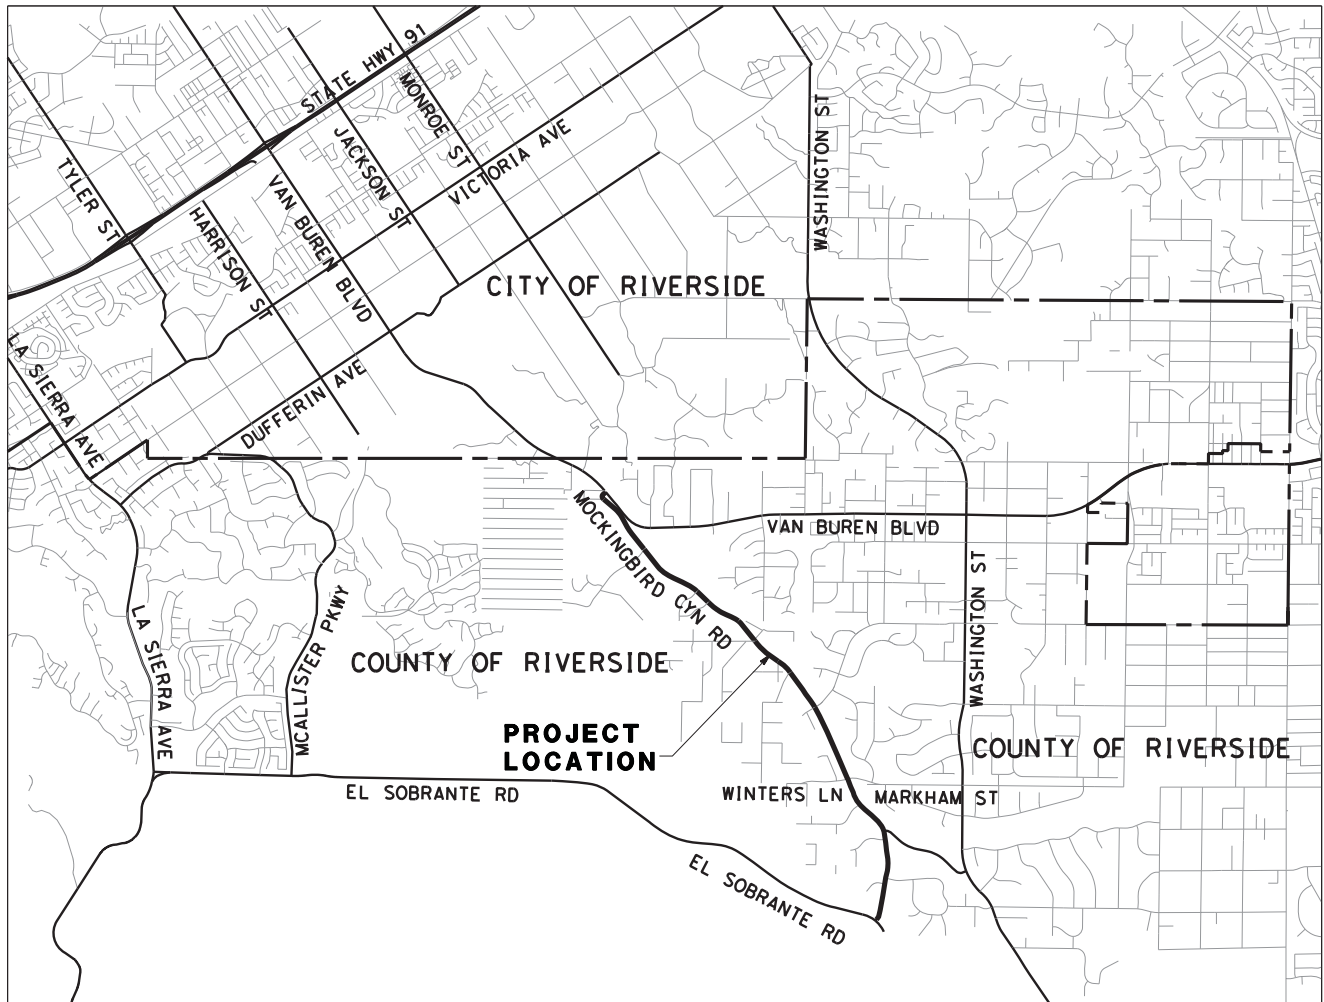 STATE HWY 91
MONROE ST
WASHINGTON ST
JACKSON ST
VICTORIA AVE
TYLER ST
VAN BUREN BLVD
HARRISON ST
CITY OF RIVERSIDE
LA SIERRA AVE
DUFFERIN AVE
MOCKINGBIRD CYN RD
VAN BUREN BLVD
WASHINGTON ST
LA SIERRA AVE
MCALLISTER PKWY
COUNTY OF RIVERSIDE
PROJECT
LOCATION
COUNTY OF RIVERSIDE
EL SOBRANTE RD
WINTERS LN
MARKHAM ST
EL SOBRANTE RD